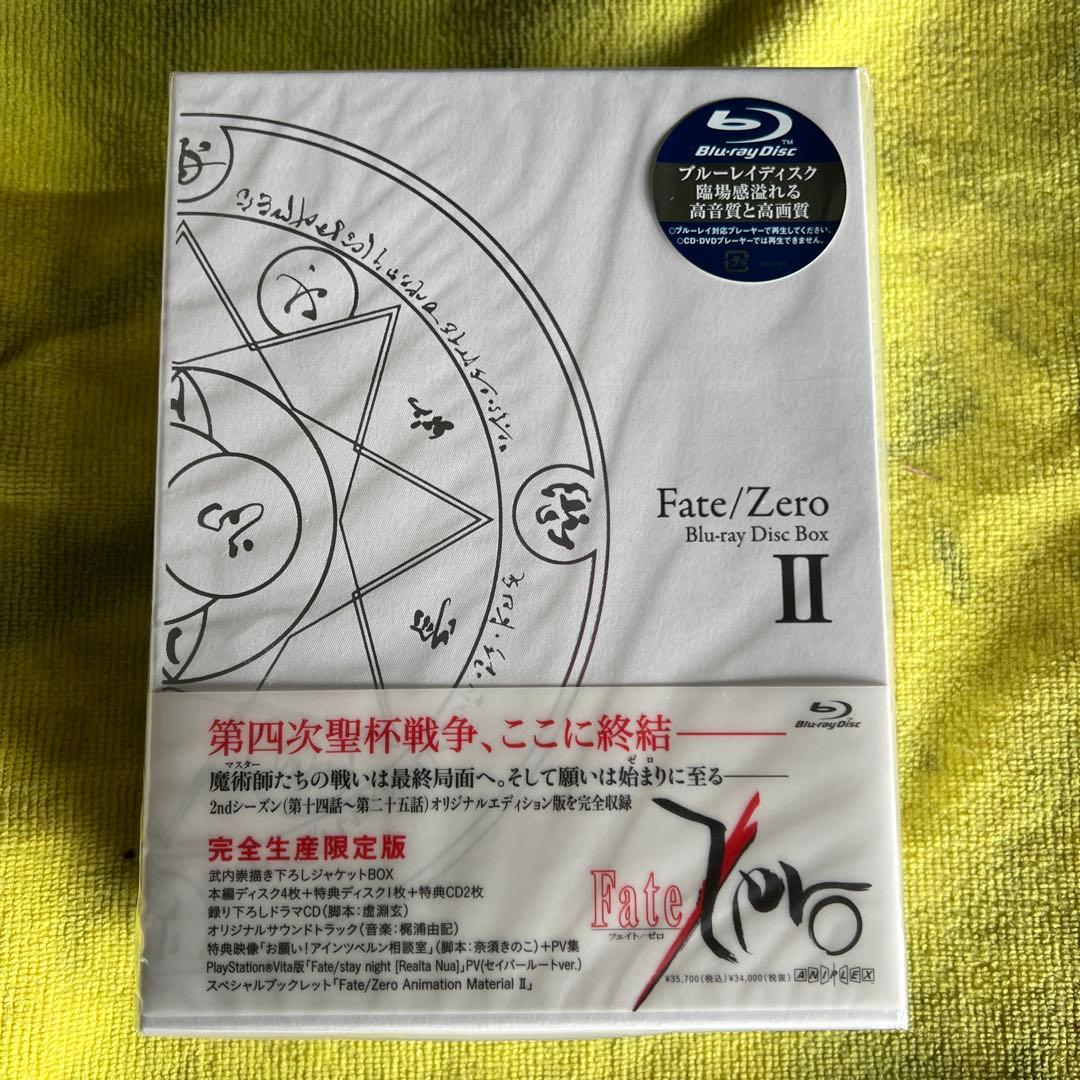 Blu-ray Disc
TM
ブルーレイディスク
臨場感溢れる
高音質と高画質
○ブルーレイ対応プレーヤーで再生してください。
○CD・DVDプレーヤーでは再生できません。
プラ
Fate/Zero
Blu-ray Disc Box
II
Blu-ray Disc
第四次聖杯戦争、ここに終結―
マスター
ゼロ
魔術師たちの戦いは最終局面へ。そして願いは始まりに至る―
2ndシーズン(第十四話～第二十五話)オリジナルエディション版を完全収録
完全生産限定版
武内崇描き下ろしジャケットBOX
本編ディスク4枚+特典ディスク1枚+特典CD2枚
録り下ろしドラマCD(脚本:虚淵玄)
オリジナルサウンドトラック(音楽:梶浦由記)
特典映像「お願い!アインツベルン相談室」(脚本:奈須きのこ)+PV集
PlayStation®Vita版「Fate/stay night [Realta Nua]」PV(セイバールートver.)
スペシャルブックレット「Fate/Zero Animation Material II」
Fate/Zero
フェイト/ゼロ
¥35,700(税込)¥34,000(税抜)
ANIPLEX